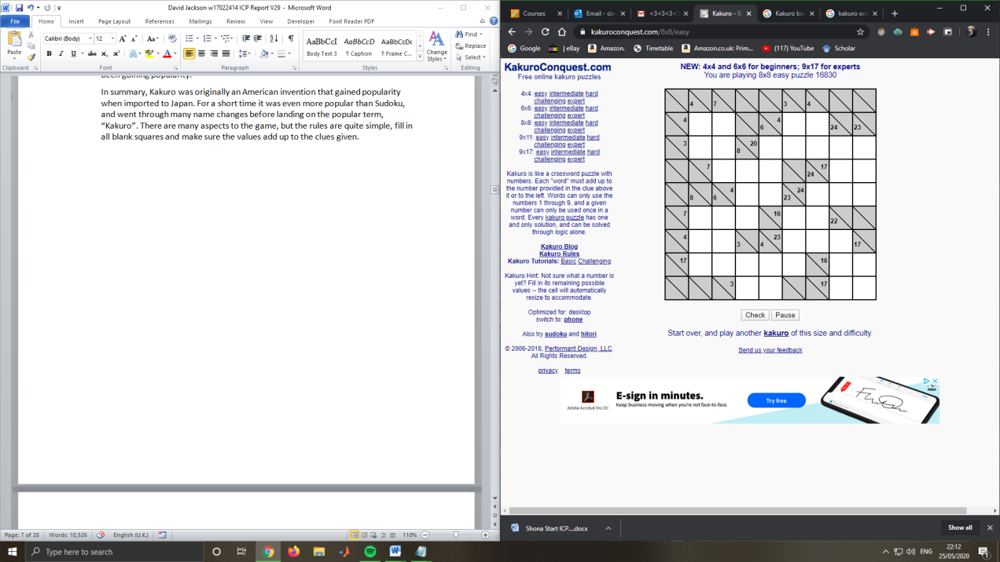 David Jackson w17022414 ICP Report V29 - Microsoft Word
File Home Insert Page Layout References Mailings Review View Developer Foxit Reader PDF
Calibri (Body) 12
Paste
Clipboard Font Paragraph Styles Editing
AaBbCcI AaBbCcD AaBbCcDc
Body Text 3 ¶ Caption ¶ Frame C...
Change
Styles
Find
Replace
Select
been gaining popularity.
In summary, Kakuro was originally an American invention that gained popularity
when imported to Japan. For a short time it was even more popular than Sudoku,
and went through many name changes before landing on the popular term,
“Kakuro”. There are many aspects to the game, but the rules are quite simple, fill in
all blank squares and make sure the values add up to the clues given.
Page: 7 of 28 Words: 10,526 English (U.K.) 110%
Courses Email - da <3<3<3< Kakuro - 8 Kakuro bo kakuro on
kakuroconquest.com/8x8/easy
Google | eBay Amazon. Timetable Amazon.co.uk: Prim... (117) YouTube Scholar
KakuroConquest.com
Free online kakuro puzzles
4x4: easy intermediate hard
challenging expert
6x6: easy intermediate hard
challenging expert
8x8: easy intermediate hard
challenging expert
9x11: easy intermediate hard
challenging expert
9x17: easy intermediate hard
challenging expert
Kakuro is like a crossword puzzle with
numbers. Each "word" must add up to
the number provided in the clue above
it or to the left. Words can only use the
numbers 1 through 9, and a given
number can only be used once in a
word. Every kakuro puzzle has one
and only solution, and can be solved
through logic alone.
Kakuro Blog
Kakuro Rules
Kakuro Tutorials: Basic Challenging
Kakuro Hint: Not sure what a number is
yet? Fill in its remaining possible
values -- the cell will automatically
resize to accommodate.
Optimized for: desktop
switch to: phone
Also try sudoku and hitori
© 2006-2018, Performant Design, LLC.
All Rights Reserved.
privacy terms
NEW: 4x4 and 6x6 for beginners; 9x17 for experts
You are playing 8x8 easy puzzle 16830
4 7 3 4
4 6 4 24 23
3 8 20
7 24 17
8 6 4 23 24
7 16 22
4 3 4 23 17
17 16
3 17
Check Pause
Start over, and play another kakuro of this size and difficulty.
Send us your feedback
Adobe Acrobat Pro DC
E-sign in minutes.
Keep business moving when you're not face-to-face.
Try free
Adobe
Shona Start ICP....docx
Show all
Type here to search
ENG
22:12
25/05/2020